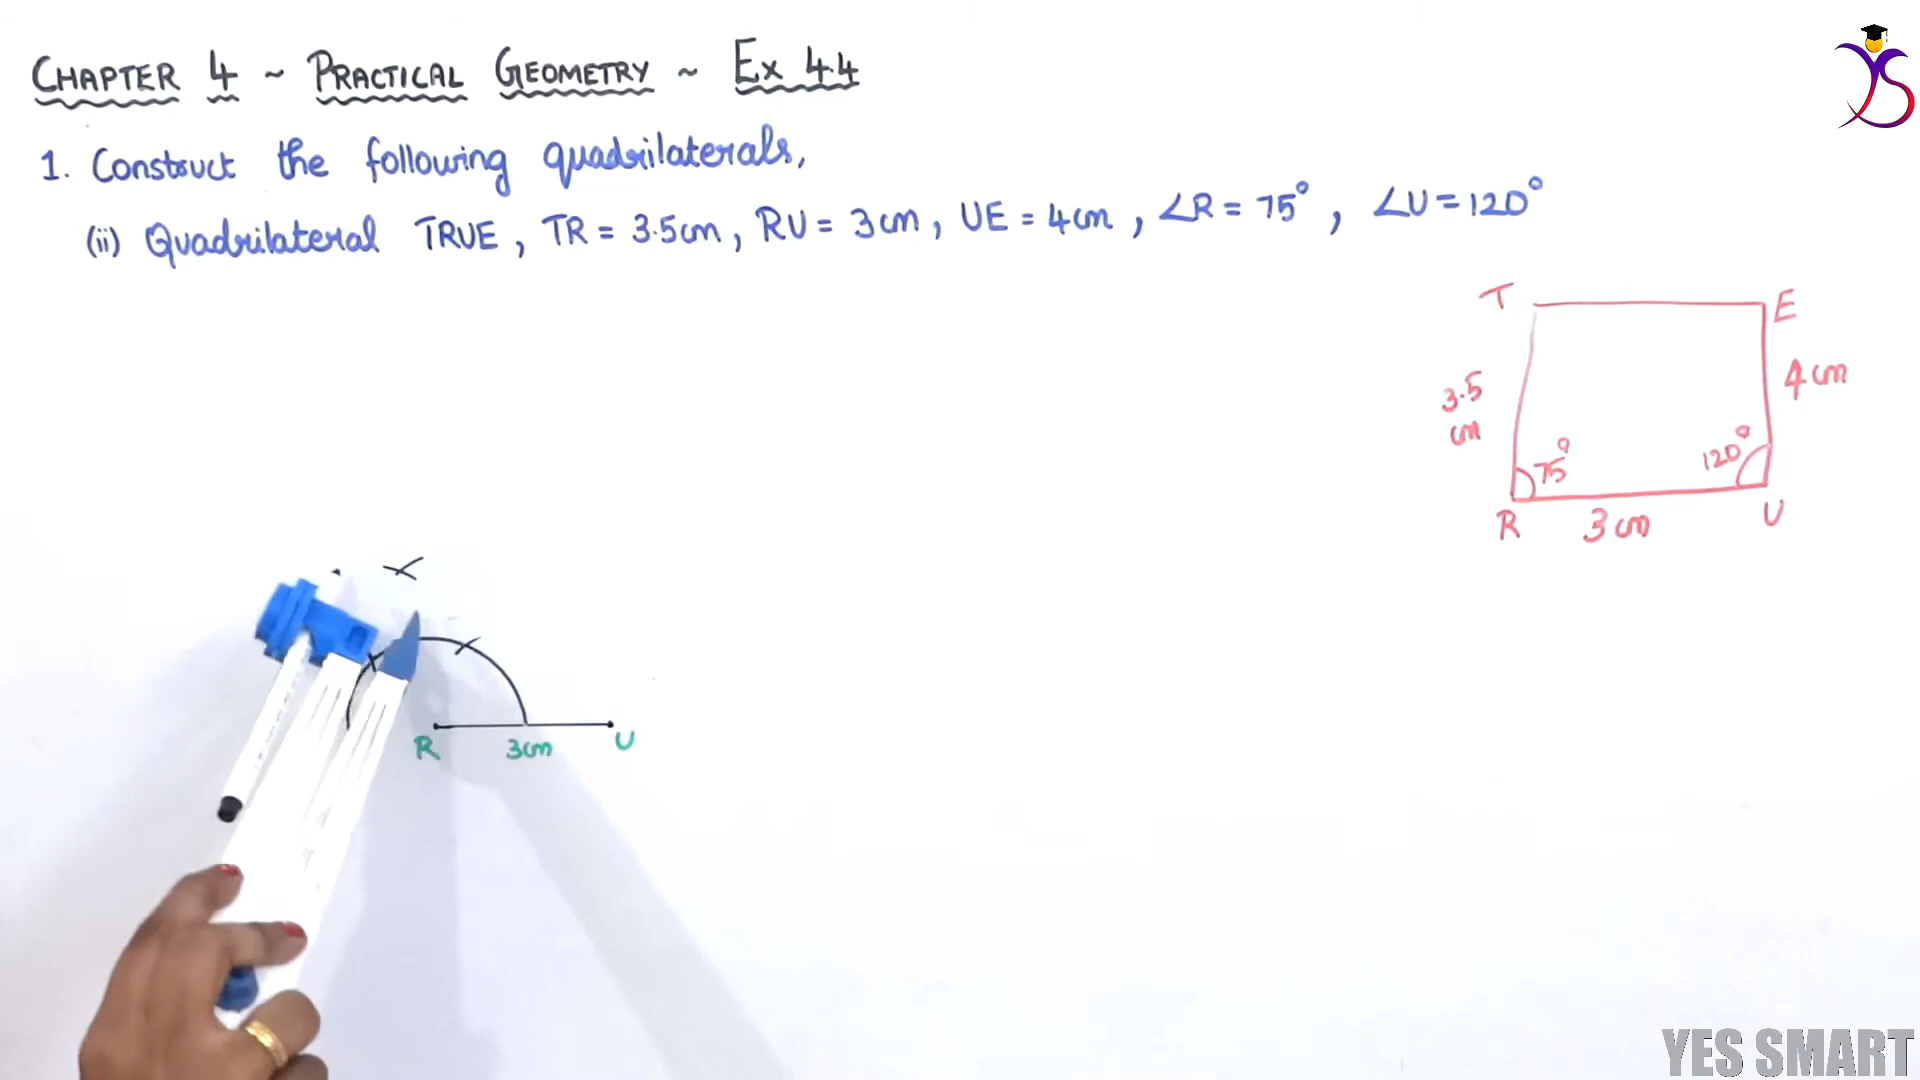 CHAPTER 4 ~ PRACTICAL GEOMETRY ~ Ex 4.4
1. Construct the following quadrilaterals,
(ii) Quadrilateral TRUE, TR = 3.5cm, RU = 3cm, UE = 4cm, ∠R = 75°, ∠U = 120°
T E
3.5 cm
4 cm
75° 120°
R 3 cm U
R 3cm U
YES SMART